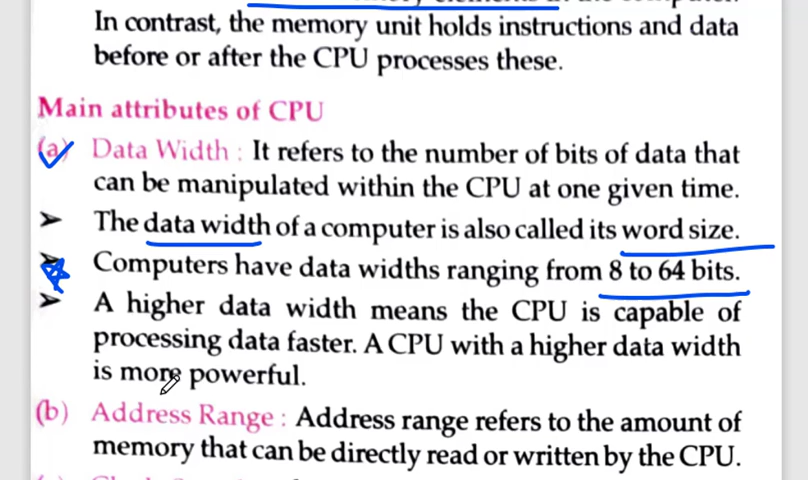 In contrast, the memory unit holds instructions and data
before or after the CPU processes these.
Main attributes of CPU
(a) Data Width : It refers to the number of bits of data that
can be manipulated within the CPU at one given time.
➤ The data width of a computer is also called its word size.
➤ Computers have data widths ranging from 8 to 64 bits.
➤ A higher data width means the CPU is capable of
processing data faster. A CPU with a higher data width
is more powerful.
(b) Address Range : Address range refers to the amount of
memory that can be directly read or written by the CPU.